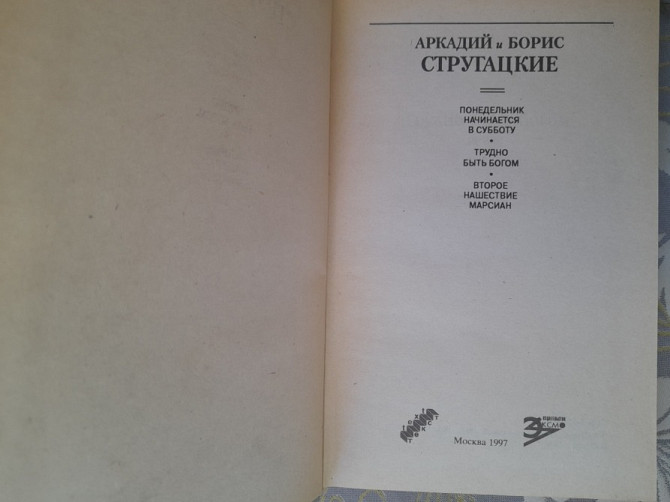 АРКАДИЙ и БОРИС
СТРУГАЦКИЕ
ПОНЕДЕЛЬНИК
НАЧИНАЕТСЯ
В СУББОТУ
•
ТРУДНО
БЫТЬ БОГОМ
•
ВТОРОЕ
НАШЕСТВИЕ
МАРСИАН
Москва 1997